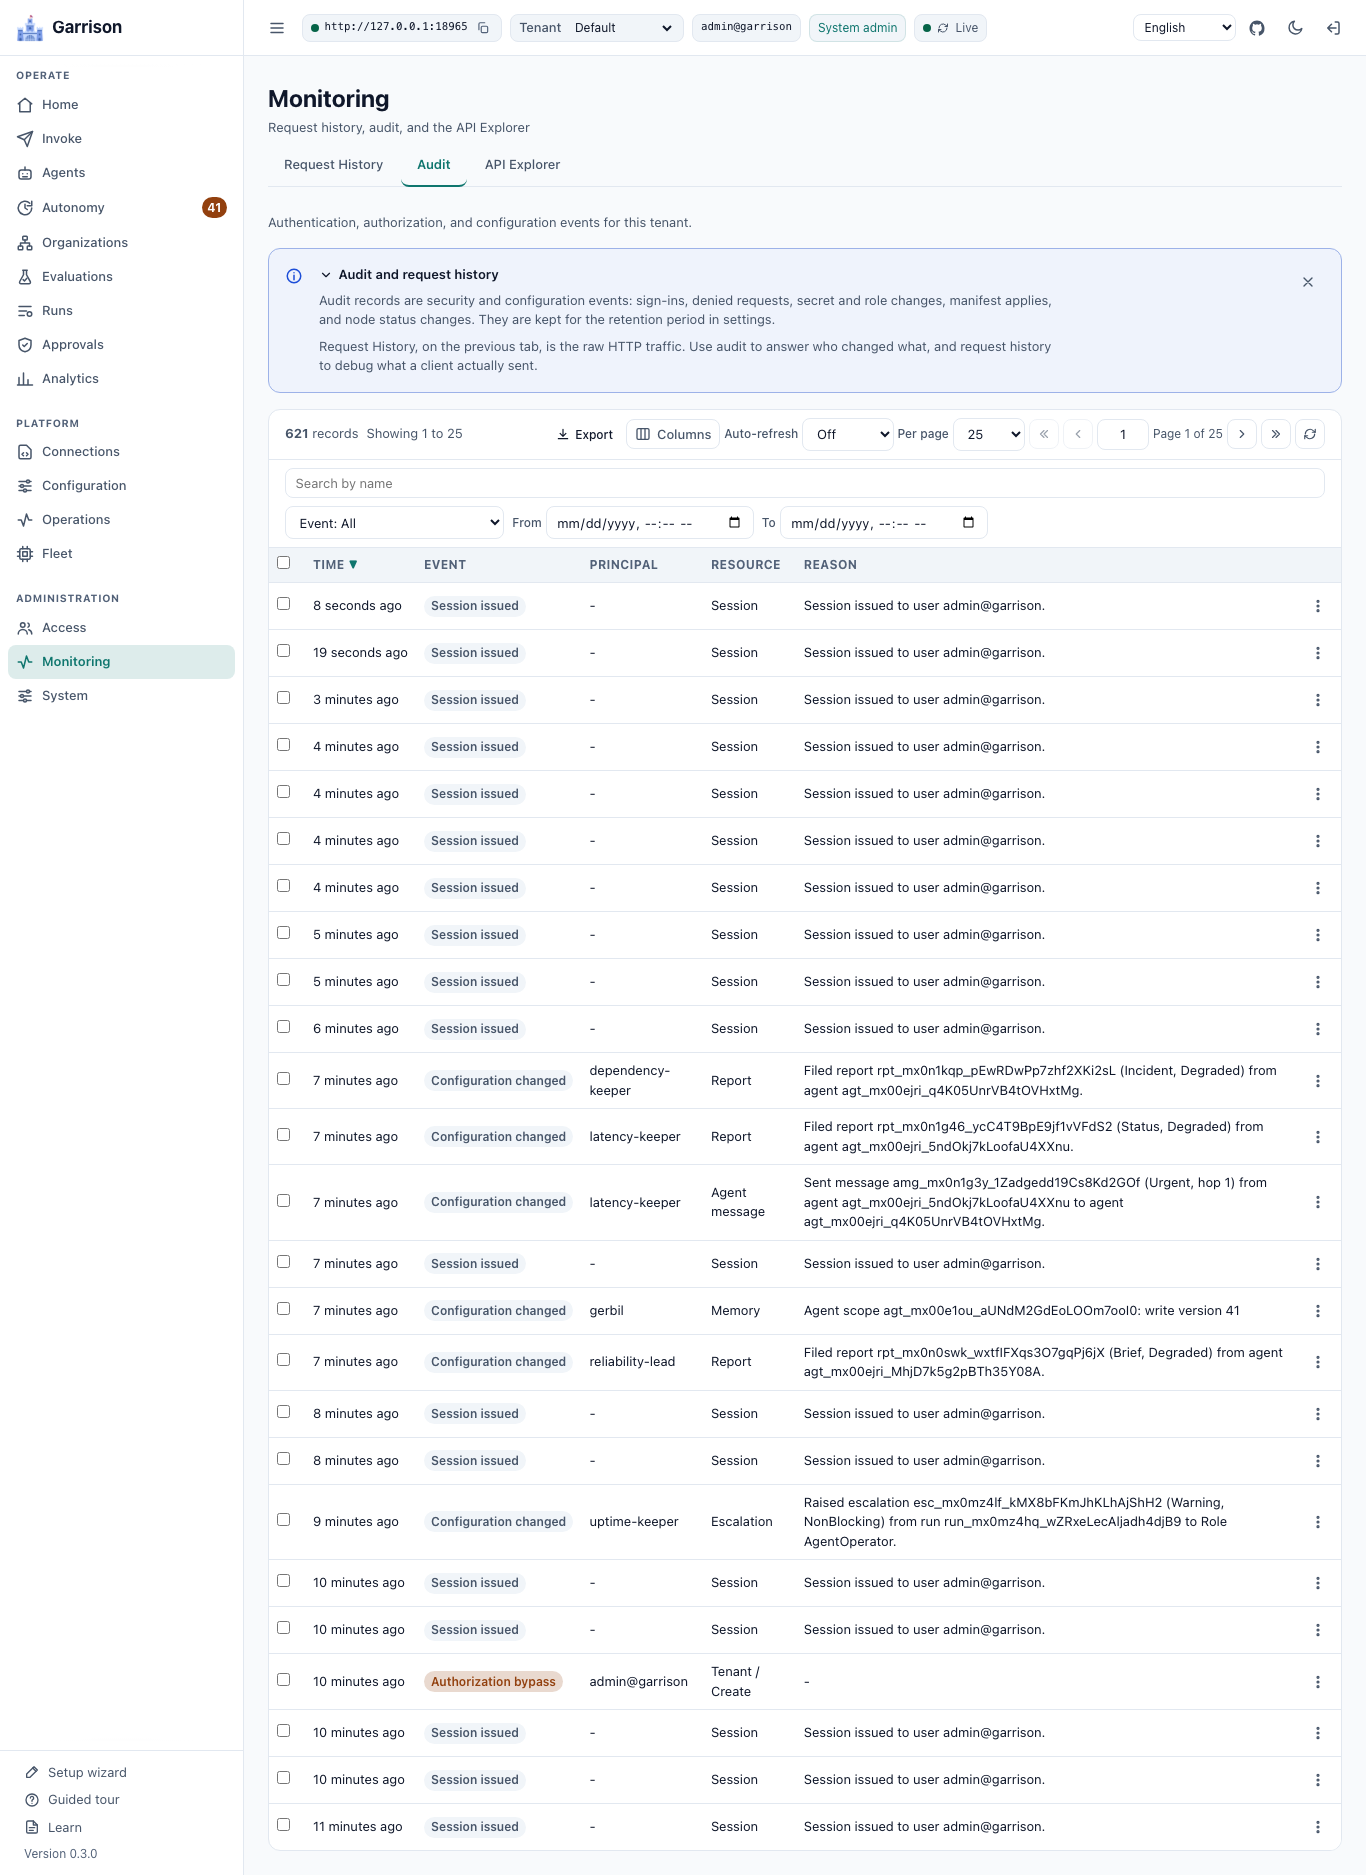 Garrison
http://127.0.0.1:18965
Tenant Default
admin@garrison
System admin
Live
English
OPERATE
Home
Invoke
Agents
Autonomy 41
Organizations
Evaluations
Runs
Approvals
Analytics
PLATFORM
Connections
Configuration
Operations
Fleet
ADMINISTRATION
Access
Monitoring
System
Setup wizard
Guided tour
Learn
Version 0.3.0
Monitoring
Request history, audit, and the API Explorer
Request History Audit API Explorer
Authentication, authorization, and configuration events for this tenant.
Audit and request history
Audit records are security and configuration events: sign-ins, denied requests, secret and role changes, manifest applies,
and node status changes. They are kept for the retention period in settings.
Request History, on the previous tab, is the raw HTTP traffic. Use audit to answer who changed what, and request history
to debug what a client actually sent.
621 records Showing 1 to 25 Export Columns Auto-refresh Off Per page 25 1 Page 1 of 25
Search by name
Event: All From mm/dd/yyyy, --:-- -- To mm/dd/yyyy, --:-- --
TIME ▼ EVENT PRINCIPAL RESOURCE REASON
8 seconds ago Session issued - Session Session issued to user admin@garrison.
19 seconds ago Session issued - Session Session issued to user admin@garrison.
3 minutes ago Session issued - Session Session issued to user admin@garrison.
4 minutes ago Session issued - Session Session issued to user admin@garrison.
4 minutes ago Session issued - Session Session issued to user admin@garrison.
4 minutes ago Session issued - Session Session issued to user admin@garrison.
4 minutes ago Session issued - Session Session issued to user admin@garrison.
5 minutes ago Session issued - Session Session issued to user admin@garrison.
5 minutes ago Session issued - Session Session issued to user admin@garrison.
6 minutes ago Session issued - Session Session issued to user admin@garrison.
7 minutes ago Configuration changed dependency-
keeper Report Filed report rpt_mx0n1kqp_pEwRDwPp7zhf2XKi2sL (Incident, Degraded) from
agent agt_mx00ejri_q4K05UnrVB4tOVHxtMg.
7 minutes ago Configuration changed latency-keeper Report Filed report rpt_mx0n1g46_ycC4T9BpE9jf1vVFdS2 (Status, Degraded) from
agent agt_mx00ejri_5ndOkj7kLoofaU4XXnu.
7 minutes ago Configuration changed latency-keeper Agent
message Sent message amg_mx0n1g3y_1Zadgedd19Cs8Kd2GOf (Urgent, hop 1) from
agent agt_mx00ejri_5ndOkj7kLoofaU4XXnu to agent
agt_mx00ejri_q4K05UnrVB4tOVHxtMg.
7 minutes ago Session issued - Session Session issued to user admin@garrison.
7 minutes ago Configuration changed gerbil Memory Agent scope agt_mx00e1ou_aUNdM2GdEoLOOm7ooI0: write version 41
7 minutes ago Configuration changed reliability-lead Report Filed report rpt_mx0n0swk_wxtflFXqs3O7gqPj6jX (Brief, Degraded) from agent
agt_mx00ejri_MhjD7k5g2pBTh35Y08A.
8 minutes ago Session issued - Session Session issued to user admin@garrison.
8 minutes ago Session issued - Session Session issued to user admin@garrison.
9 minutes ago Configuration changed uptime-keeper Escalation Raised escalation esc_mx0mz4lf_kMX8bFKmJhKLhAjShH2 (Warning,
NonBlocking) from run run_mx0mz4hq_wZRxeLecAljadh4djB9 to Role
AgentOperator.
10 minutes ago Session issued - Session Session issued to user admin@garrison.
10 minutes ago Session issued - Session Session issued to user admin@garrison.
10 minutes ago Authorization bypass admin@garrison Tenant /
Create -
10 minutes ago Session issued - Session Session issued to user admin@garrison.
10 minutes ago Session issued - Session Session issued to user admin@garrison.
11 minutes ago Session issued - Session Session issued to user admin@garrison.